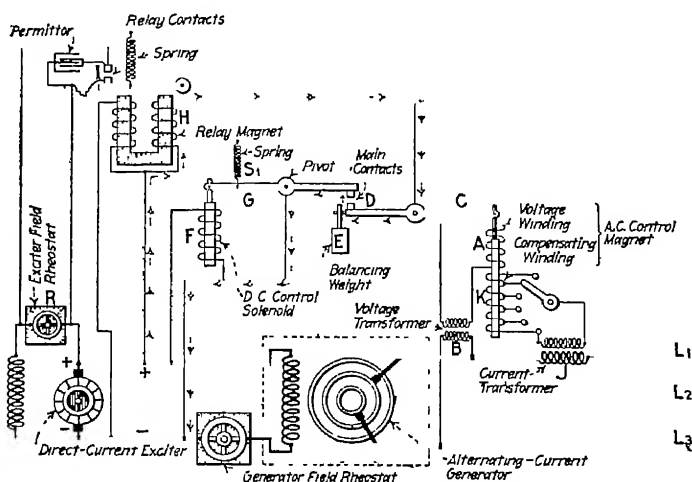 Relay Contacts
Permittor
Spring
H
Relay Magnet
Spring
S1
Pivot
Main
Contacts
G
D
C
Voltage
Winding
A.C. Control
Magnet
A
Compensating
Winding
F
E
Exciter Field
Rheostat
Balancing
Weight
K
D C Control
Solenoid
R
Voltage
Transformer
B
L1
+
+
Current
Transformer
J
L2
-
-
L3
Direct-Current Exciter
Alternating-Current
Generator
Generator Field Rheostat